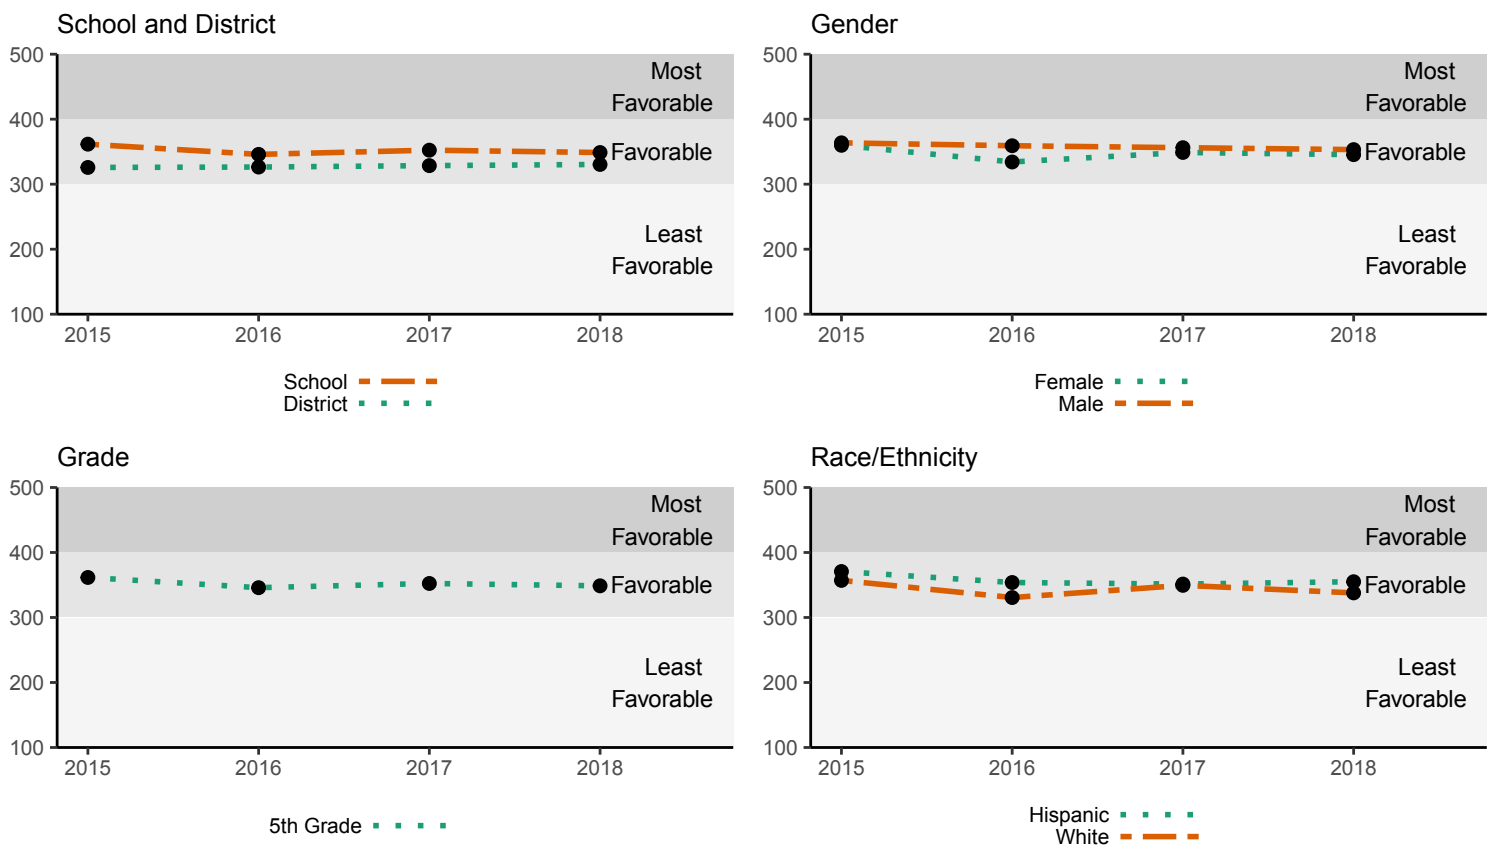 School and District
500
400
300
200
100
Most
Favorable
Favorable
Least
Favorable
2015 2016 2017 2018
School
District
Gender
500
400
300
200
100
Most
Favorable
Favorable
Least
Favorable
2015 2016 2017 2018
Female
Male
Grade
500
400
300
200
100
Most
Favorable
Favorable
Least
Favorable
2015 2016 2017 2018
5th Grade
Race/Ethnicity
500
400
300
200
100
Most
Favorable
Favorable
Least
Favorable
2015 2016 2017 2018
Hispanic
White